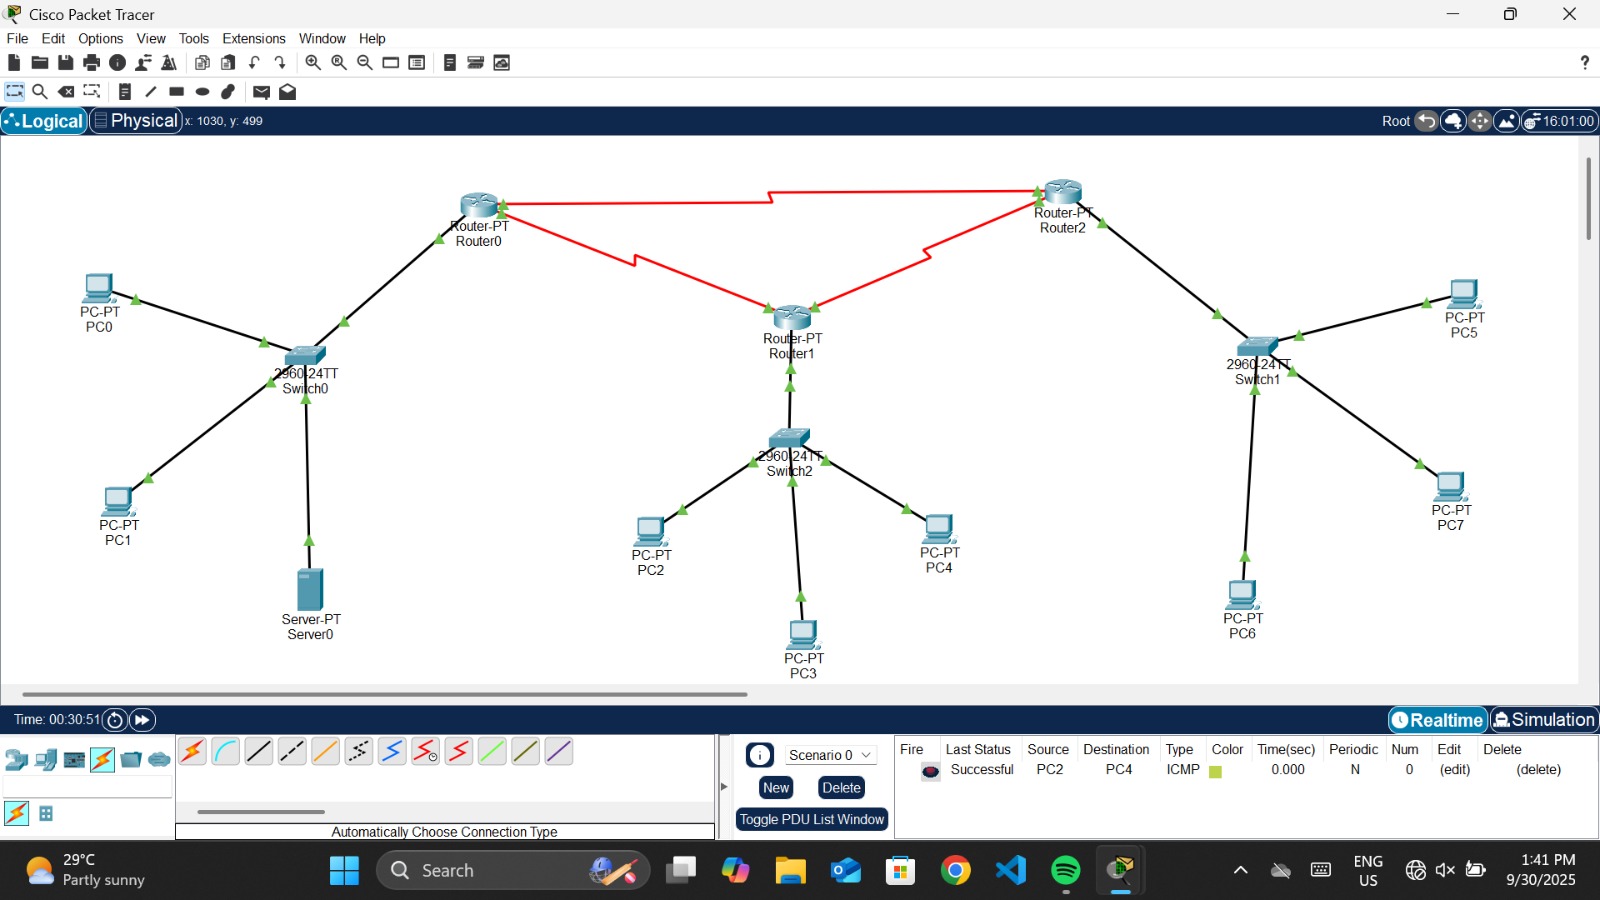 Cisco Packet Tracer
File Edit Options View Tools Extensions Window Help
?
Logical Physical x: 1030, y: 499 Root 16:01:00
Router-PT
Router0
Router-PT
Router2
PC-PT
PC0
PC-PT
PC5
Router-PT
Router1
2960-24TT
Switch0
2960-24TT
Switch1
2960-24TT
Switch2
PC-PT
PC1
PC-PT
PC7
PC-PT
PC2
PC-PT
PC4
Server-PT
Server0
PC-PT
PC6
PC-PT
PC3
Time: 00:30:51 Realtime Simulation
Scenario 0
New Delete
Toggle PDU List Window
Fire Last Status Source Destination Type Color Time(sec) Periodic Num Edit Delete
Successful PC2 PC4 ICMP 0.000 N 0 (edit) (delete)
Automatically Choose Connection Type
29°C
Partly sunny
Search
ENG
US
1:41 PM
9/30/2025